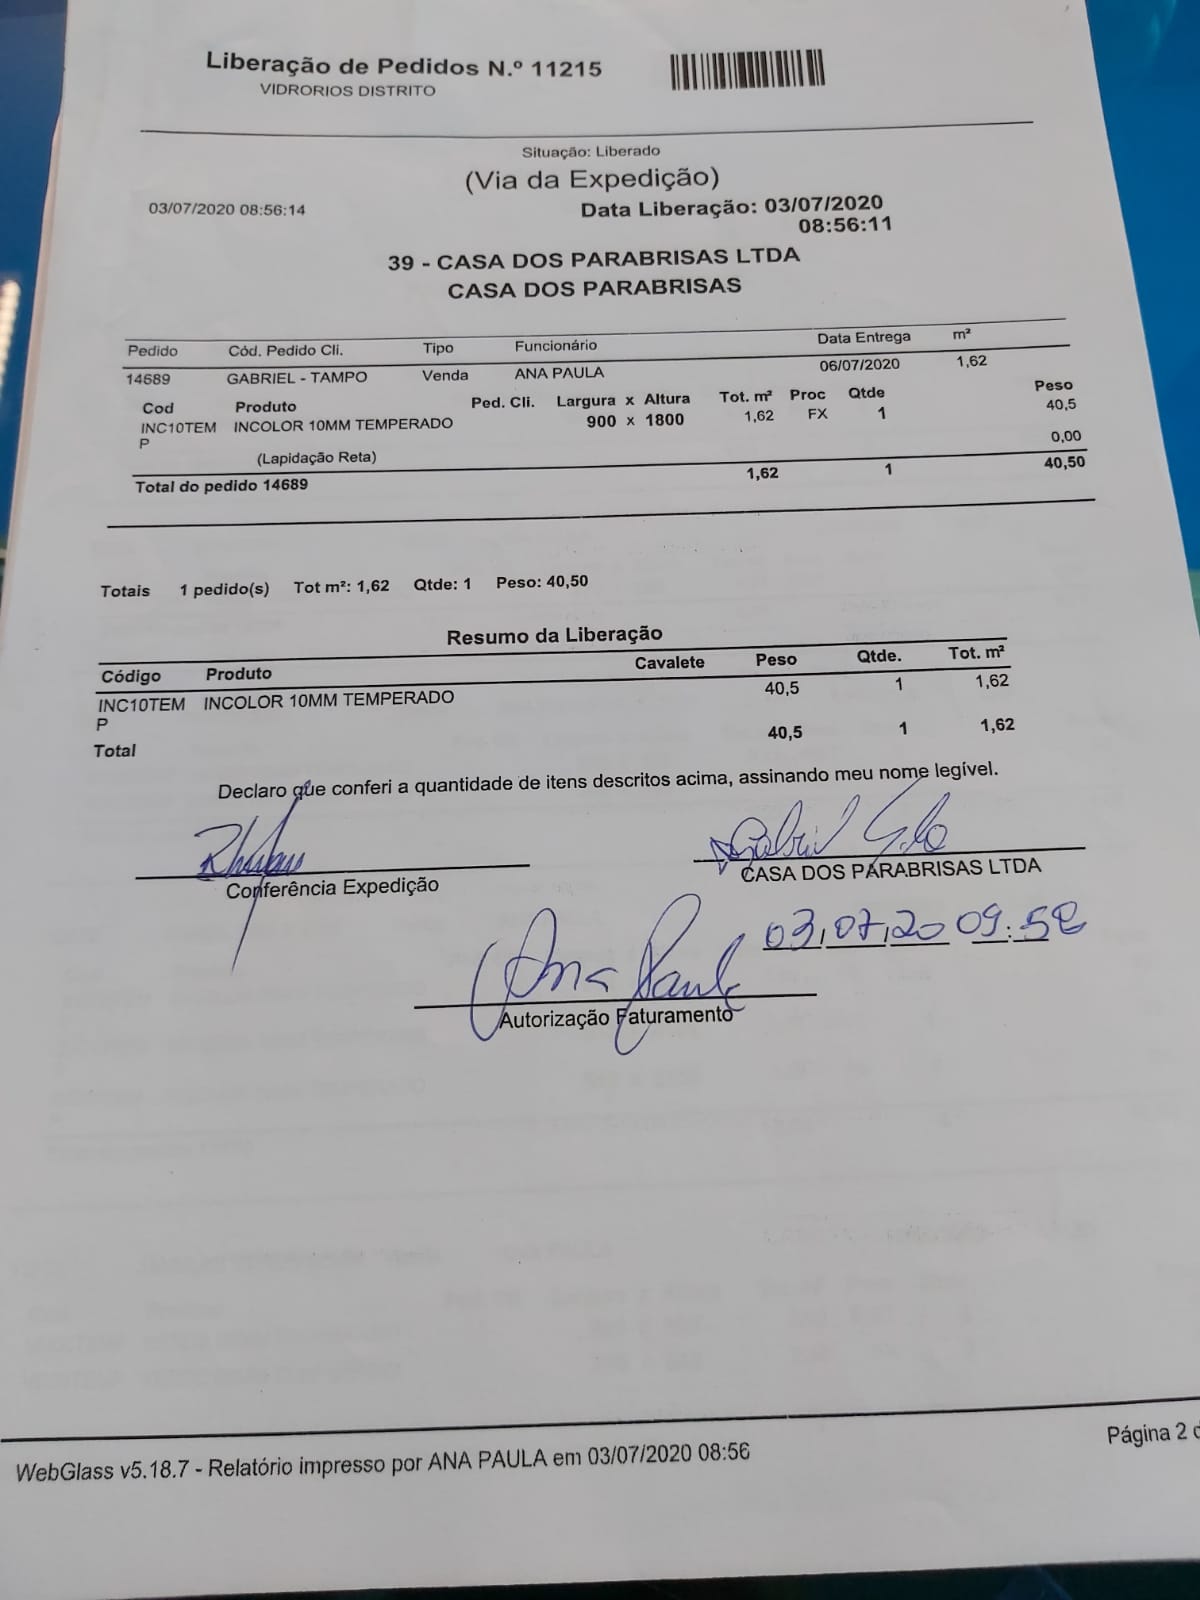 Liberação de Pedidos N.º 11215
VIDRORIOS DISTRITO
Situação: Liberado
(Via da Expedição)
03/07/2020 08:56:14
Data Liberação: 03/07/2020
08:56:11
39 - CASA DOS PARABRISAS LTDA
CASA DOS PARABRISAS
Pedido Cód. Pedido Cli. Tipo Funcionário Data Entrega m²
14689 GABRIEL - TAMPO Venda ANA PAULA 06/07/2020 1,62
Cod Produto Ped. Cli. Largura x Altura Tot. m² Proc Qtde Peso
INC10TEM INCOLOR 10MM TEMPERADO 900 x 1800 1,62 FX 1 40,5
P
(Lapidação Reta) 0,00
Total do pedido 14689 1,62 1 40,50
Totais 1 pedido(s) Tot m²: 1,62 Qtde: 1 Peso: 40,50
Resumo da Liberação
Código Produto Cavalete Peso Qtde. Tot. m²
INC10TEM INCOLOR 10MM TEMPERADO 40,5 1 1,62
P
Total 40,5 1 1,62
Declaro que conferi a quantidade de itens descritos acima, assinando meu nome legível.
Gabriel
Conferência Expedição CASA DOS PARABRISAS LTDA
03,07,20 09:58
Ana Paula
Autorização Faturamento
Página 2
WebGlass v5.18.7 - Relatório impresso por ANA PAULA em 03/07/2020 08:56